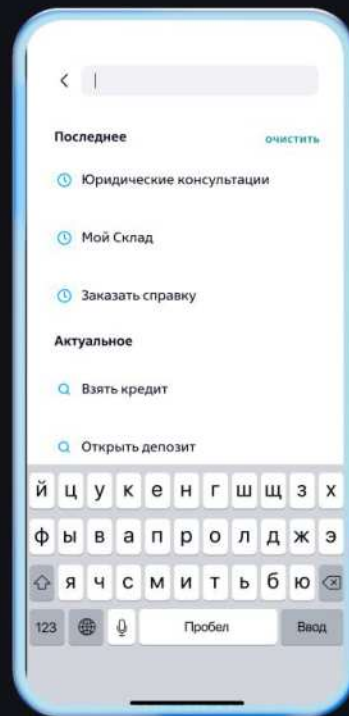 Последнее очистить
Юридические консультации
Мой Склад
Заказать справку
Актуальное
Взять кредит
Открыть депозит
й ц у к е н г ш щ з х
ф ы в а п р о л д ж э
я ч с м и т ь б ю
123 Пробел Ввод